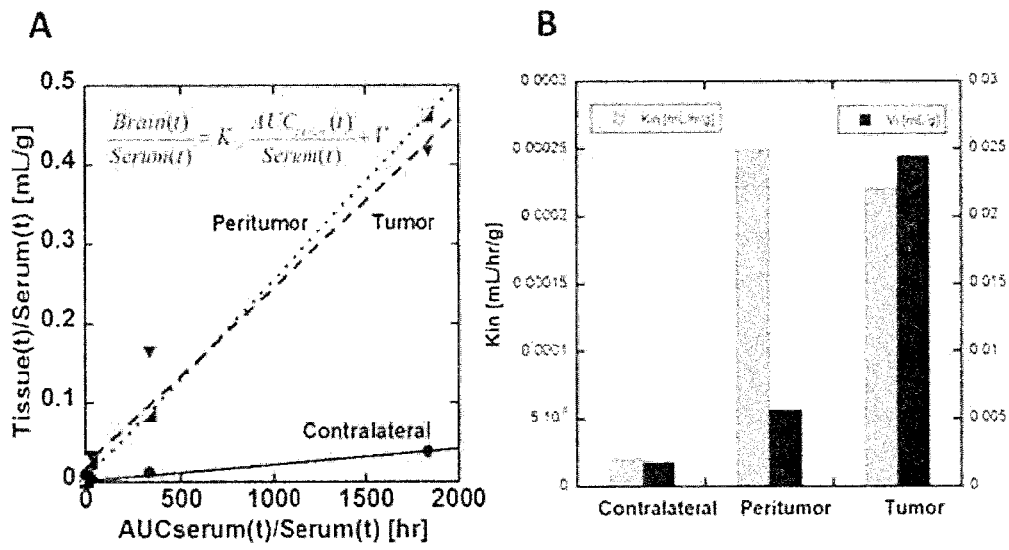 A
Tissue(t)/Serum(t) [mL/g]
0.5
0.4
0.3
0.2
0.1
0
Brain(t)
Serum(t)
=
(t)
Serum(t)
+
Peritumor
Tumor
Contralateral
0
500
1000
1500
2000
AUCserum(t)/Serum(t) [hr]
B
Kin [mL/hr/g]
0.0003
0.00025
0.0002
0.00015
0.0001
0
Kin [mL/hr/g]
Vi [mL/g]
0.03
0.025
0.02
0.015
0.01
0.005
0
Contralateral
Peritumor
Tumor